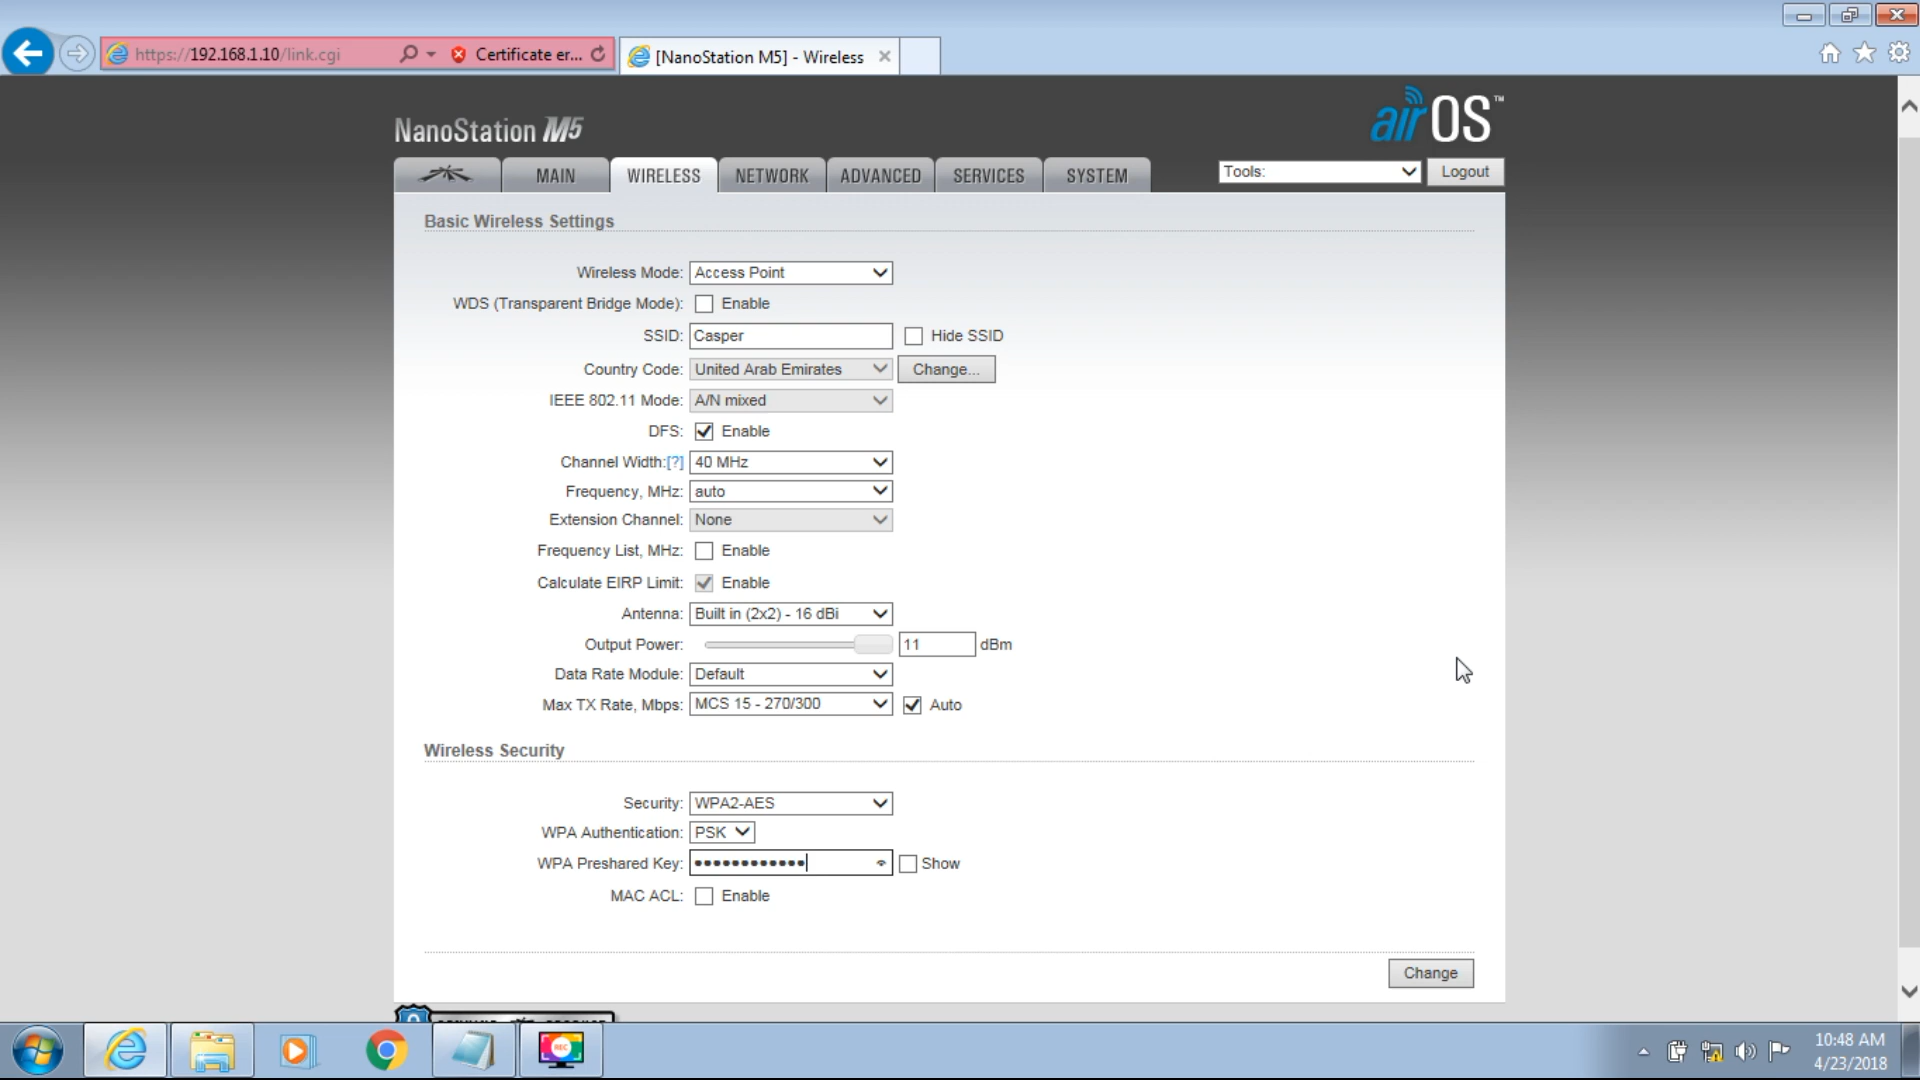 https://192.168.1.10/link.cgi
Certificate er...
[NanoStation M5] - Wireless
NanoStation M5
airOS™
MAIN
WIRELESS
NETWORK
ADVANCED
SERVICES
SYSTEM
Tools:
Logout
Basic Wireless Settings
Wireless Mode: Access Point
WDS (Transparent Bridge Mode): Enable
SSID: Casper Hide SSID
Country Code: United Arab Emirates Change...
IEEE 802.11 Mode: A/N mixed
DFS: Enable
Channel Width:[?] 40 MHz
Frequency, MHz: auto
Extension Channel: None
Frequency List, MHz: Enable
Calculate EIRP Limit: Enable
Antenna: Built in (2x2) - 16 dBi
Output Power: 11 dBm
Data Rate Module: Default
Max TX Rate, Mbps: MCS 15 - 270/300 Auto
Wireless Security
Security: WPA2-AES
WPA Authentication: PSK
WPA Preshared Key: •••••••••••• Show
MAC ACL: Enable
Change
REC
10:48 AM
4/23/2018